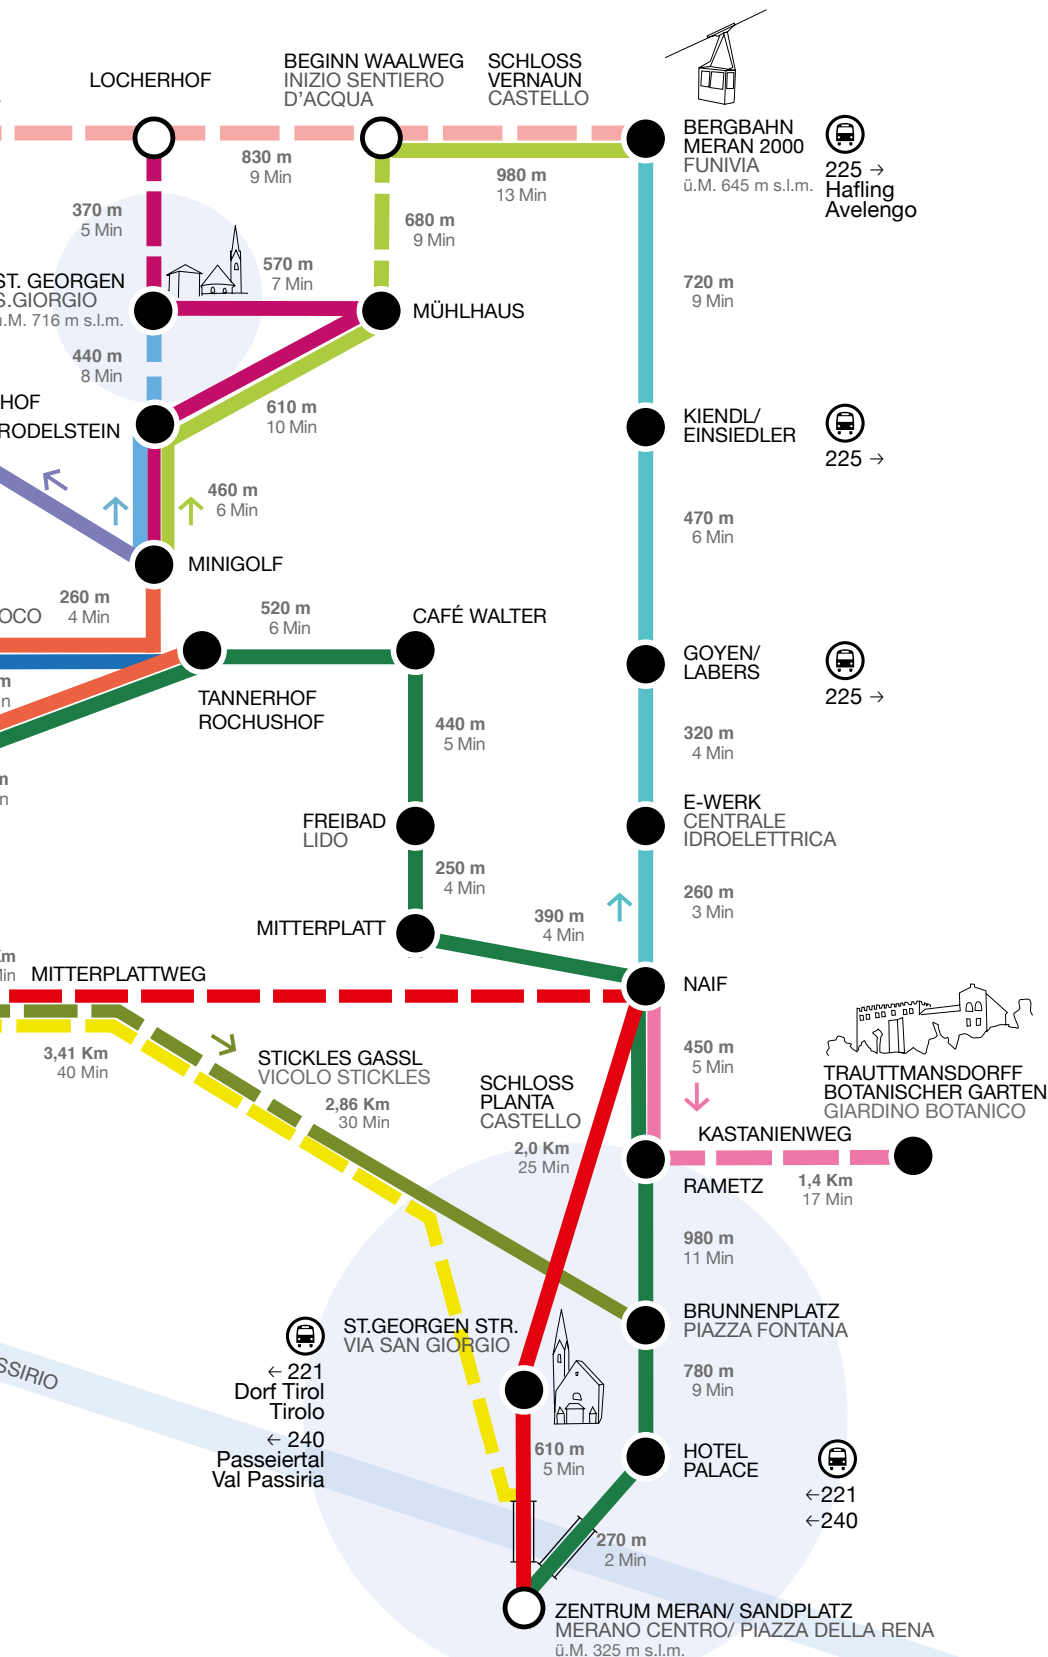 LOCHERHOF
BEGINN WAALWEG
INIZIO SENTIERO
D'ACQUA
SCHLOSS
VERNAUN
CASTELLO
BERGBAHN
MERAN 2000
FUNIVIA
ü.M. 645 m s.l.m.
225 →
Hafling
Avelengo
830 m
9 Min
980 m
13 Min
370 m
5 Min
680 m
9 Min
570 m
7 Min
720 m
9 Min
ST. GEORGEN
S.GIORGIO
ü.M. 716 m s.l.m.
MÜHLHAUS
440 m
8 Min
HOF
RODELSTEIN
610 m
10 Min
KIENDL/
EINSIEDLER
225 →
460 m
6 Min
470 m
6 Min
MINIGOLF
260 m
4 Min
OCO
520 m
6 Min
CAFÉ WALTER
GOYEN/
LABERS
225 →
TANNERHOF
ROCHUSHOF
m
n
440 m
5 Min
320 m
4 Min
m
n
FREIBAD
LIDO
E-WERK
CENTRALE
IDROELETTRICA
250 m
4 Min
260 m
3 Min
MITTERPLATT
390 m
4 Min
Km
Min
MITTERPLATTWEG
NAIF
3,41 Km
40 Min
STICKLES GASSL
VICOLO STICKLES
2,86 Km
30 Min
SCHLOSS
PLANTA
CASTELLO
2,0 Km
25 Min
450 m
5 Min
TRAUTTMANSDORFF
BOTANISCHER GARTEN
GIARDINO BOTANICO
KASTANIENWEG
RAMETZ
1,4 Km
17 Min
980 m
11 Min
BRUNNENPLATZ
PIAZZA FONTANA
ST.GEORGEN STR.
VIA SAN GIORGIO
← 221
Dorf Tirol
Tirolo
← 240
Passeiertal
Val Passiria
SSIRIO
780 m
9 Min
610 m
5 Min
HOTEL
PALACE
←221
←240
270 m
2 Min
ZENTRUM MERAN/ SANDPLATZ
MERANO CENTRO/ PIAZZA DELLA RENA
ü.M. 325 m s.l.m.